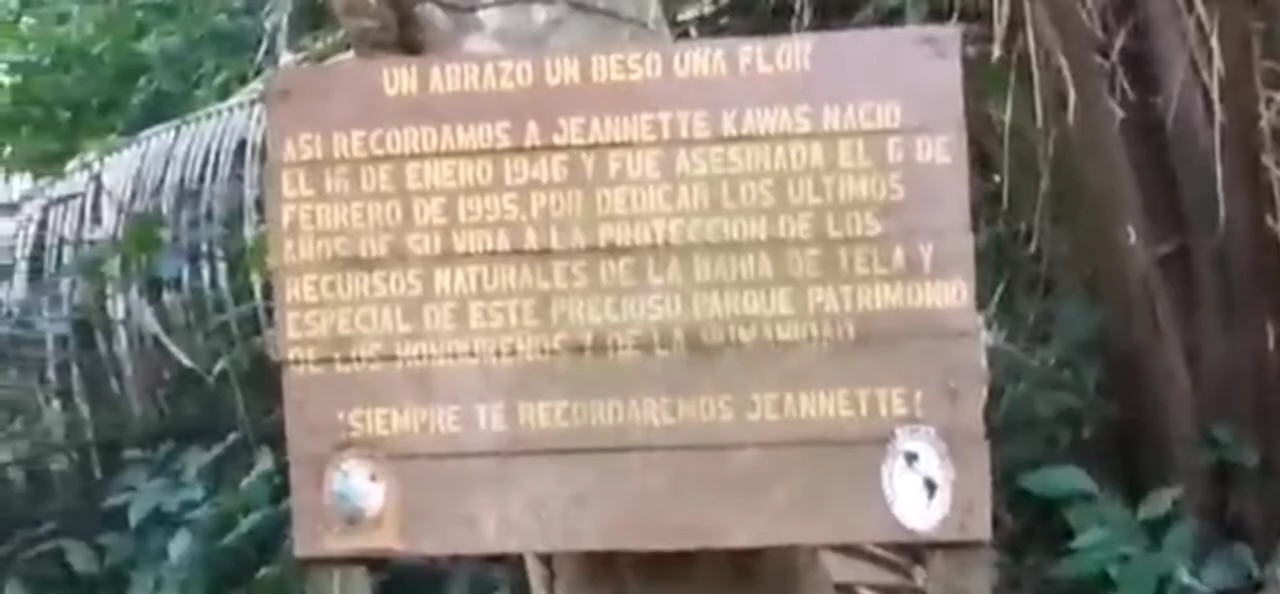 UN ABRAZO UN BESO UNA FLOR
ASI RECORDAMOS A JEANNETTE KAWAS NACIO
EL 16 DE ENERO 1946 Y FUE ASESINADA EL 6 DE
FEBRERO DE 1995. POR DEDICAR LOS ULTIMOS
AÑOS DE SU VIDA A LA PROTECCION DE LOS
RECURSOS NATURALES DE LA BAHIA DE TELA Y
ESPECIAL DE ESTE PRECIOSO PARQUE PATRIMONIO
DE LOS HONDUREÑOS Y DE LA HUMANIDAD
¡SIEMPRE TE RECORDAREMOS JEANNETTE!